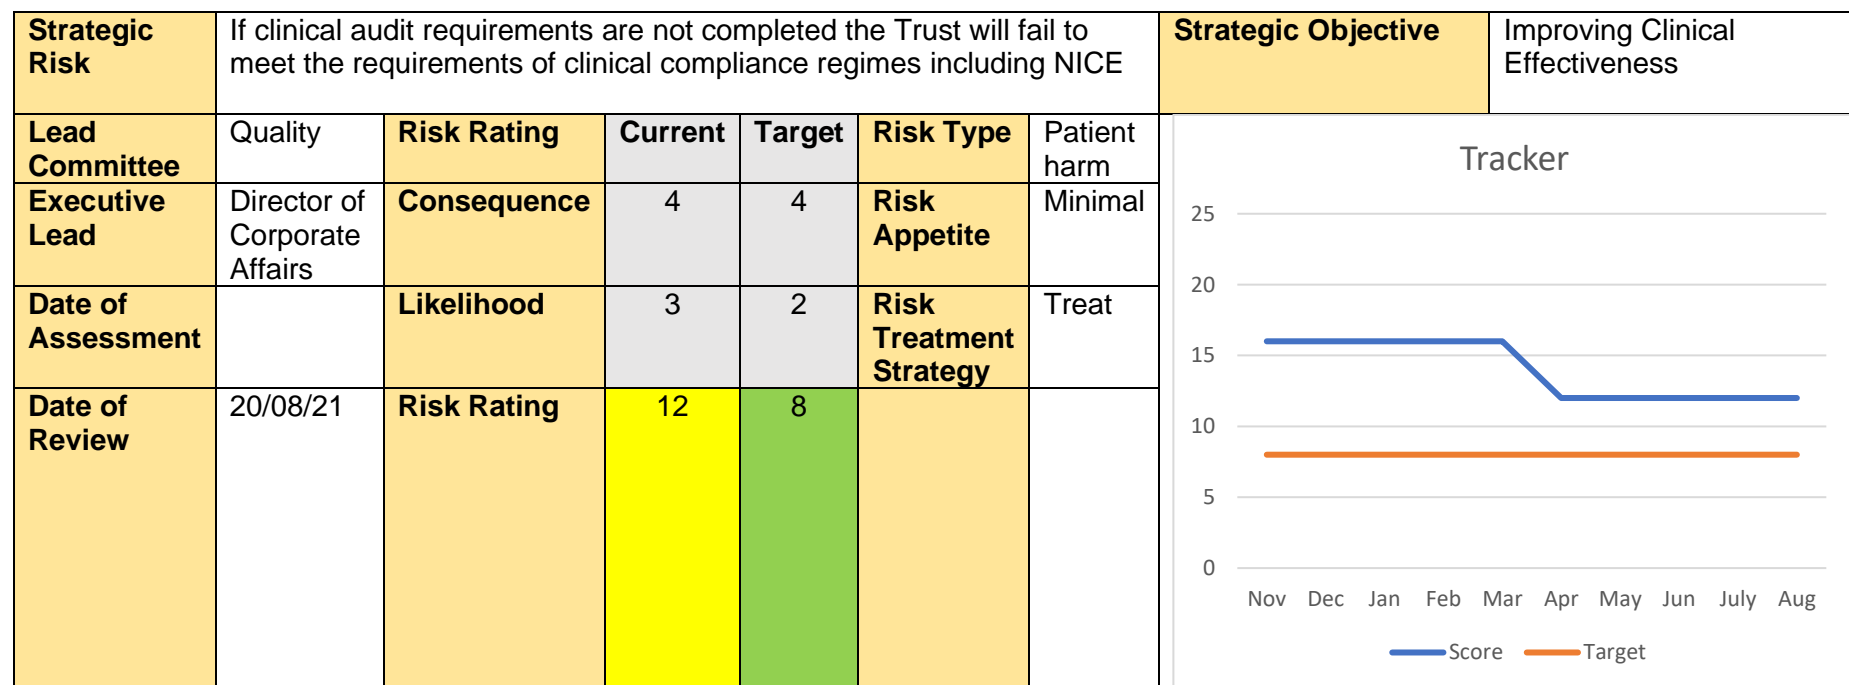 Strategic
Risk
If clinical audit requirements are not completed the Trust will fail to
meet the requirements of clinical compliance regimes including NICE
Strategic Objective
Improving Clinical
Effectiveness
Lead
Committee
Quality
Risk Rating
Current
Target
Risk Type
Patient
harm
Executive
Lead
Director of
Corporate
Affairs
Consequence
4
4
Risk
Appetite
Minimal
Date of
Assessment
Likelihood
3
2
Risk
Treatment
Strategy
Treat
Date of
Review
20/08/21
Risk Rating
12
8
Tracker
25
20
15
10
5
0
Nov Dec Jan Feb Mar Apr May Jun July Aug
Score Target